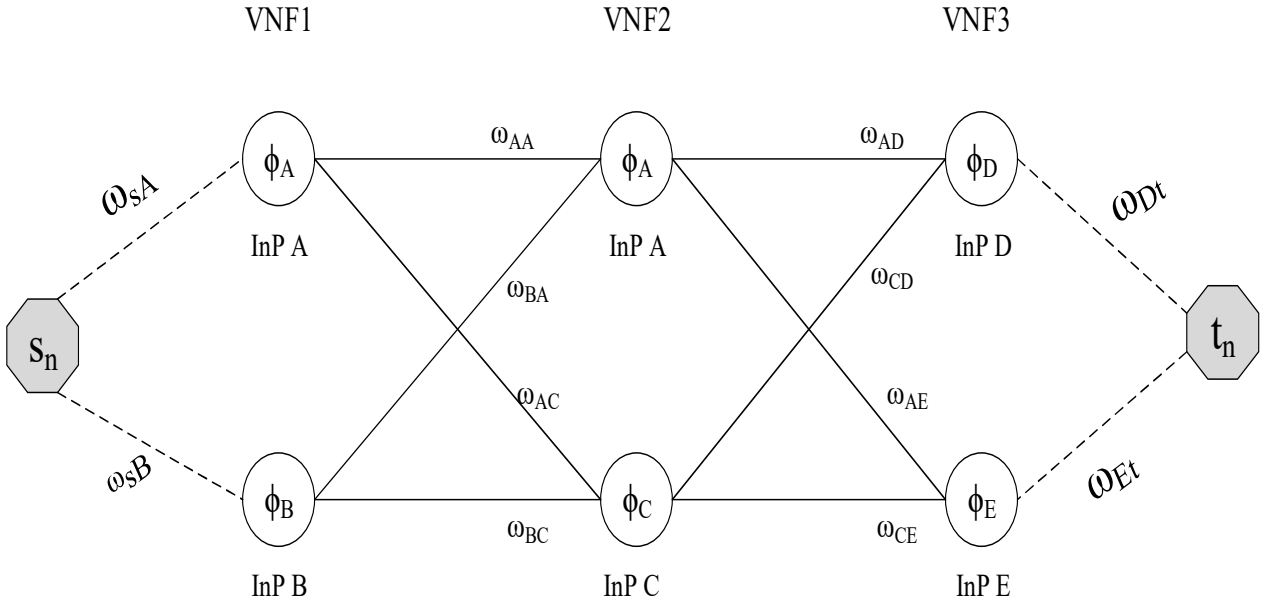 VNF1 VNF2 VNF3
ωAA ωAD
ϕA ϕA ϕD
ωsA ωDt
InP A InP A InP D
ωBA ωCD
sn tn
ωAC ωAE
ωsB ωEt
ϕB ϕC ϕE
ωBC ωCE
InP B InP C InP E